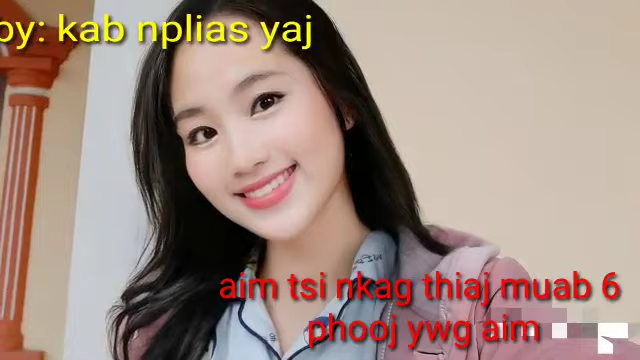 by: kab nplias yaj
aim tsi nkag thiaj muab 6
phooj ywg aim